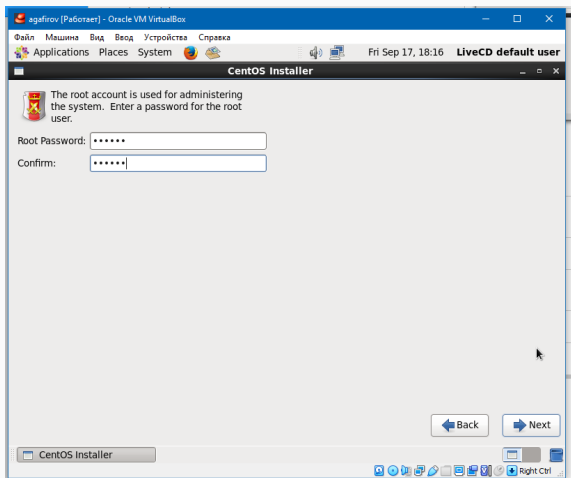 agafirov [Работает] - Oracle VM VirtualBox
Файл Машина Вид Ввод Устройства Справка
Applications Places System Fri Sep 17, 18:16 LiveCD default user
CentOS Installer
The root account is used for administering
the system. Enter a password for the root
user.
Root Password: ••••••
Confirm: ••••••
Back Next
CentOS Installer
Right Ctrl